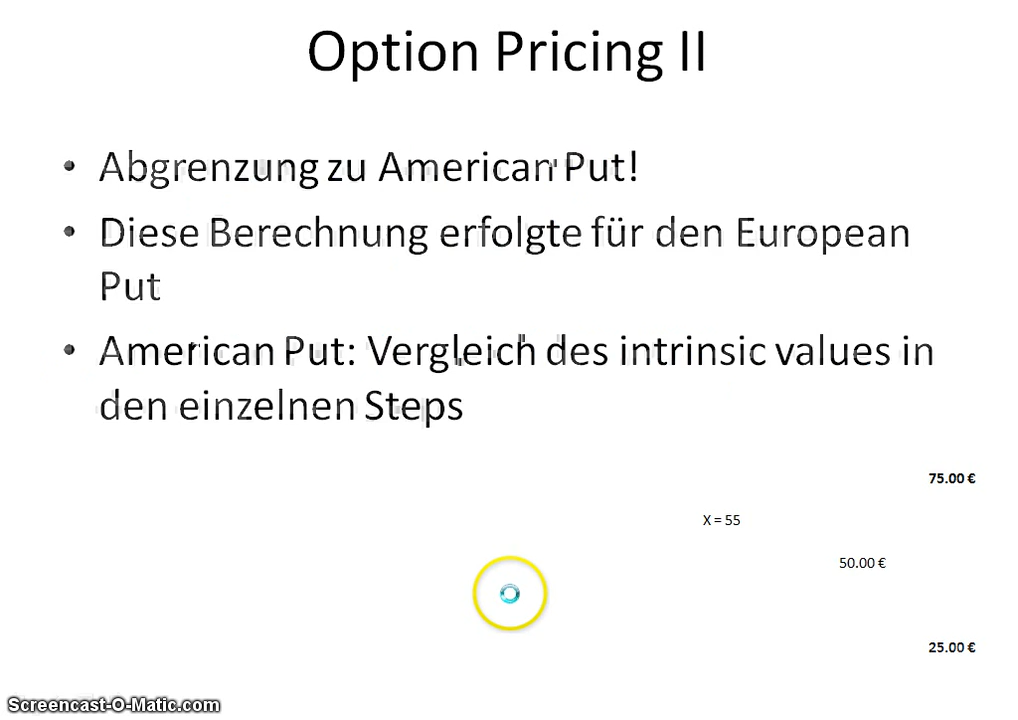 Option Pricing II
• Abgrenzung zu American Put!
• Diese Berechnung erfolgte für den European
Put
• American Put: Vergleich des intrinsic values in
den einzelnen Steps
75.00 €
X = 55
50.00 €
25.00 €
Screencast-O-Matic.com